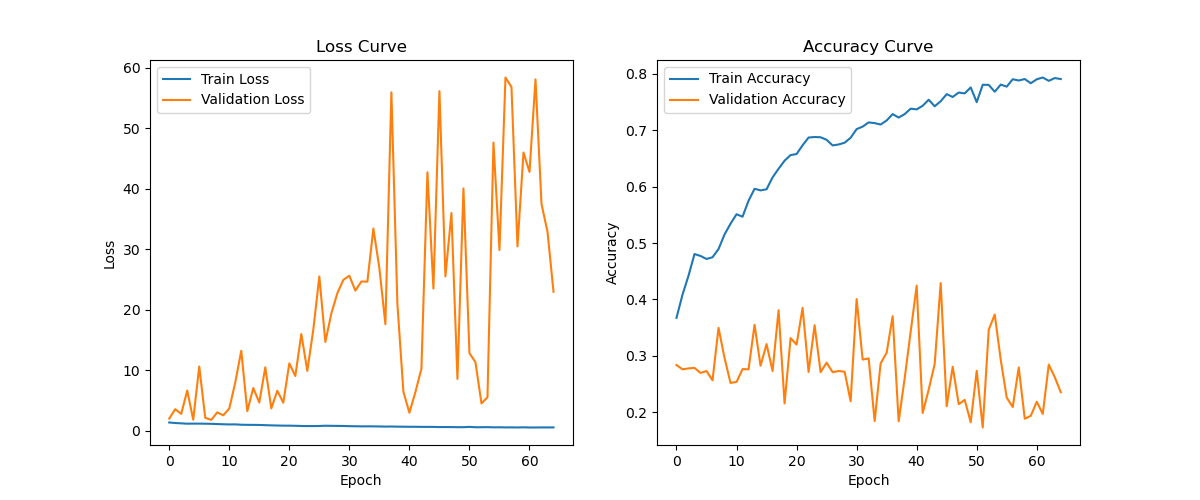 Loss Curve
Train Loss
Validation Loss
60
50
40
30
20
10
0
Loss
0 10 20 30 40 50 60
Epoch
Accuracy Curve
Train Accuracy
Validation Accuracy
0.8
0.7
0.6
0.5
0.4
0.3
0.2
Accuracy
0 10 20 30 40 50 60
Epoch